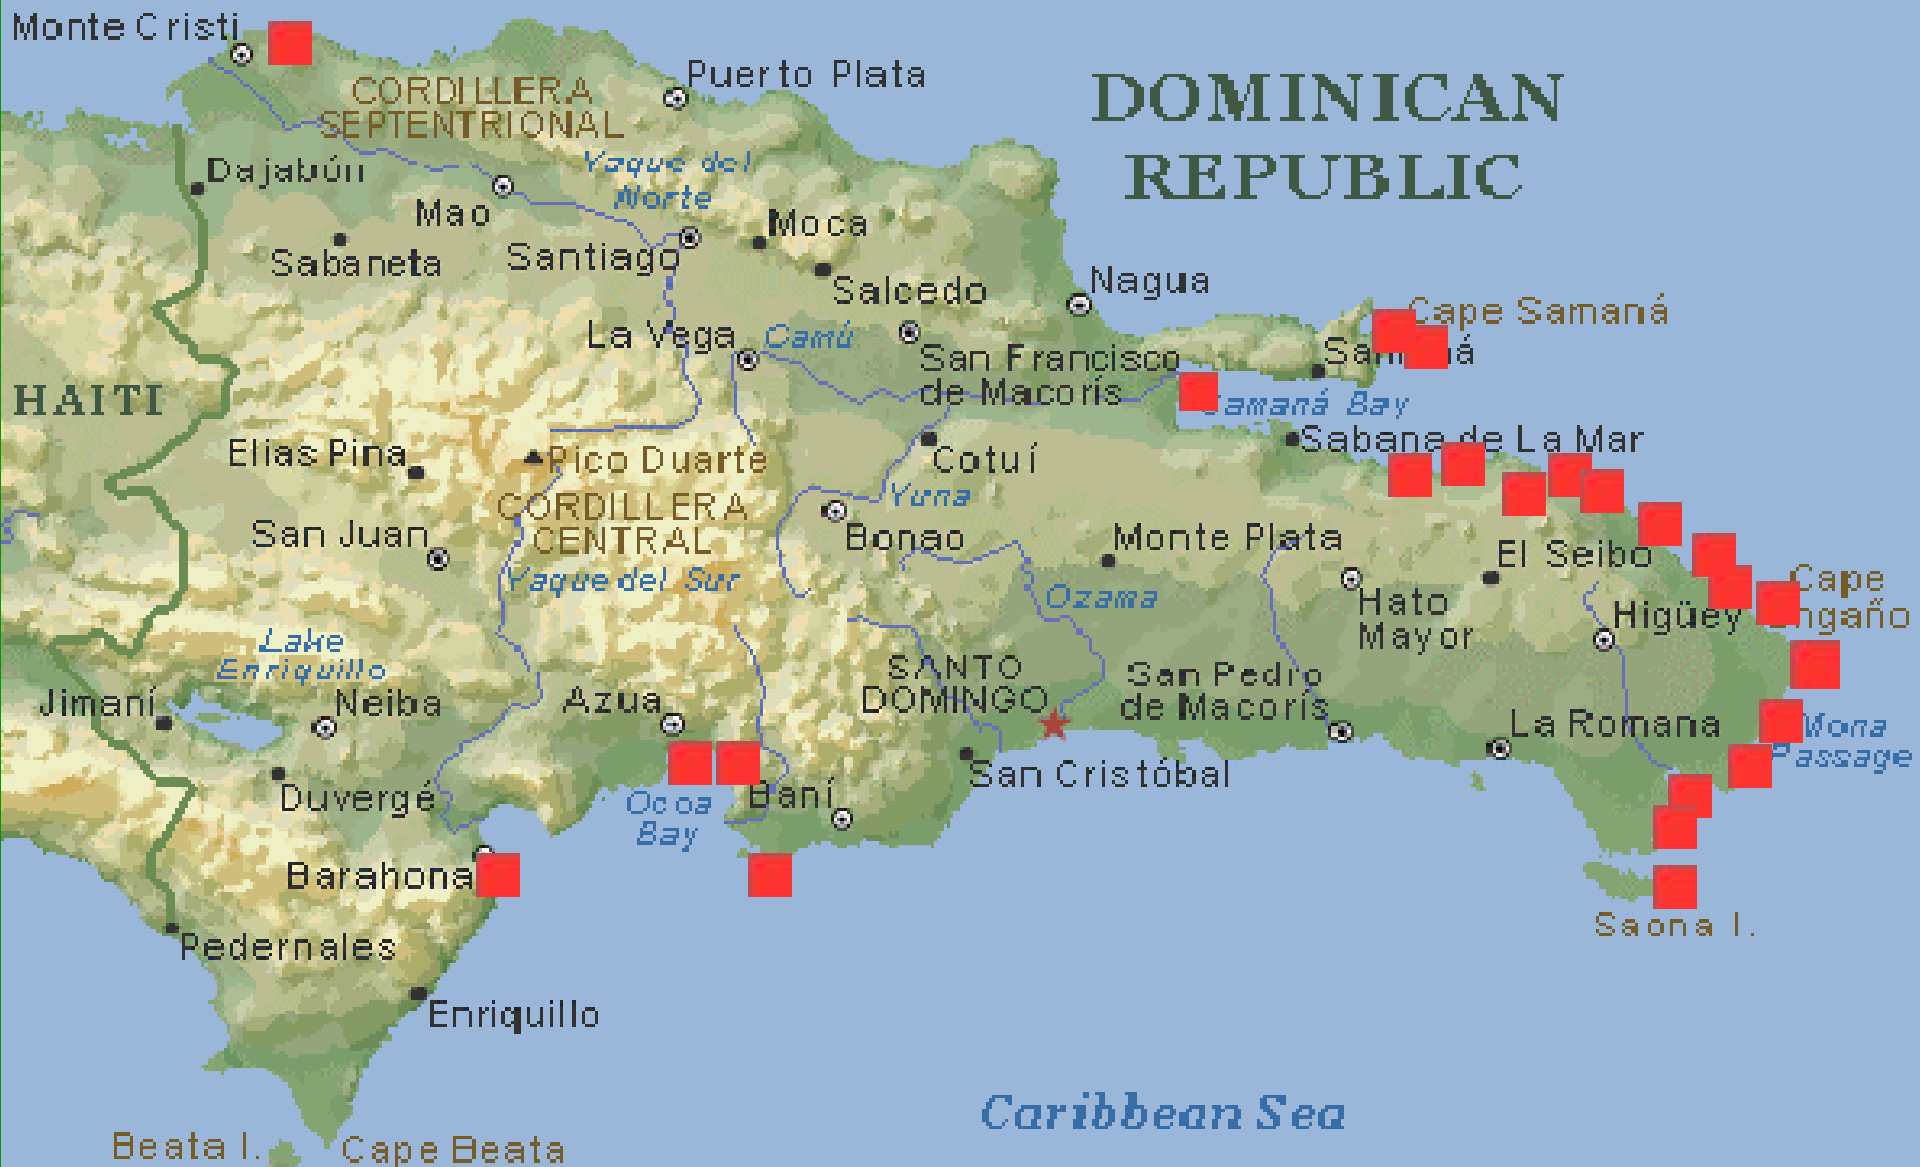 Monte Cristi
Puerto Plata
DOMINICAN
REPUBLIC
CORDILLERA
SEPTENTRIONAL
Yaque del
Norte
Dajabún
Mao
Moca
Sabaneta
Santiago
Salcedo
Nagua
Cape Samaná
La Vega
Camú
San Francisco
de Macorís
HAITI
Bay
Sabana de La Mar
Elias Pina
Pico Duarte
Cotuí
Yuna
CORDILLERA
CENTRAL
San Juan
Bonao
Monte Plata
El Seibo
Yaque del Sur
Ozama
Hato
Mayor
Higüey
Cape
Lake
Enriquillo
SANTO
DOMINGO
San Pedro
de Macorís
Jimaní
Neiba
Azua
La Romana
Mona
Passage
Duvergé
Ocoa
Bay
Baní
San Cristóbal
Barahona
Saona I.
Pedernales
Enriquillo
Caribbean Sea
Beata I.
Cape Beata